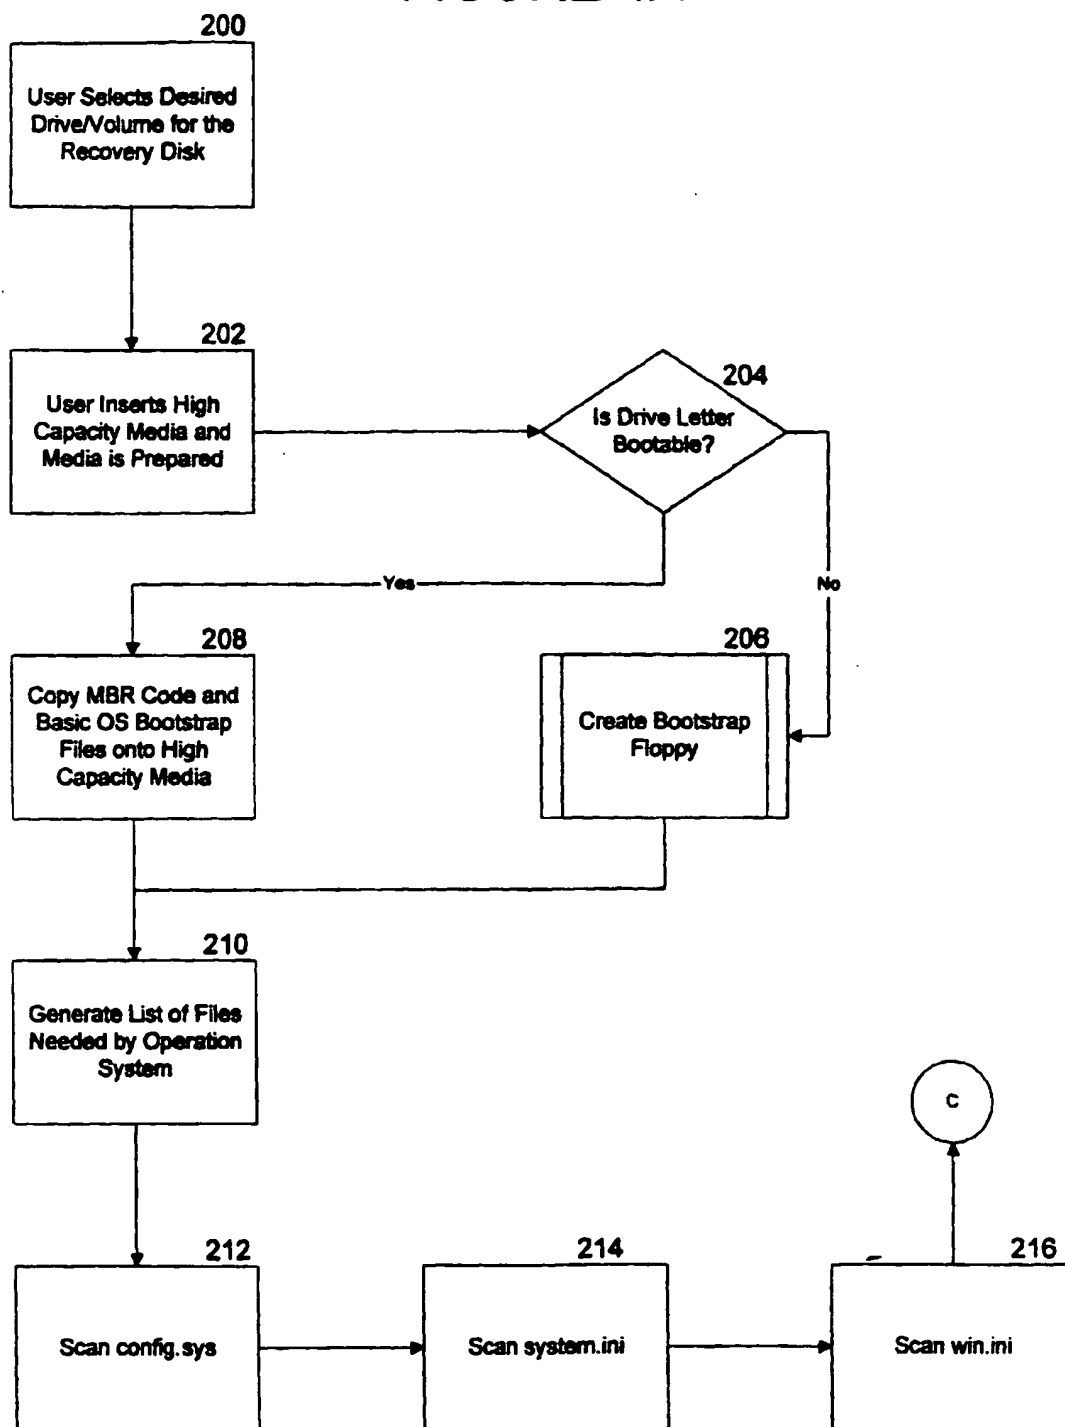 200
User Selects Desired
Drive/Volume for the
Recovery Disk
202
User Inserts High
Capacity Media and
Media is Prepared
204
Is Drive Letter
Bootable?
Yes
No
208
Copy MBR Code and
Basic OS Bootstrap
Files onto High
Capacity Media
206
Create Bootstrap
Floppy
210
Generate List of Files
Needed by Operation
System
C
212
Scan config.sys
214
Scan system.ini
216
Scan win.ini